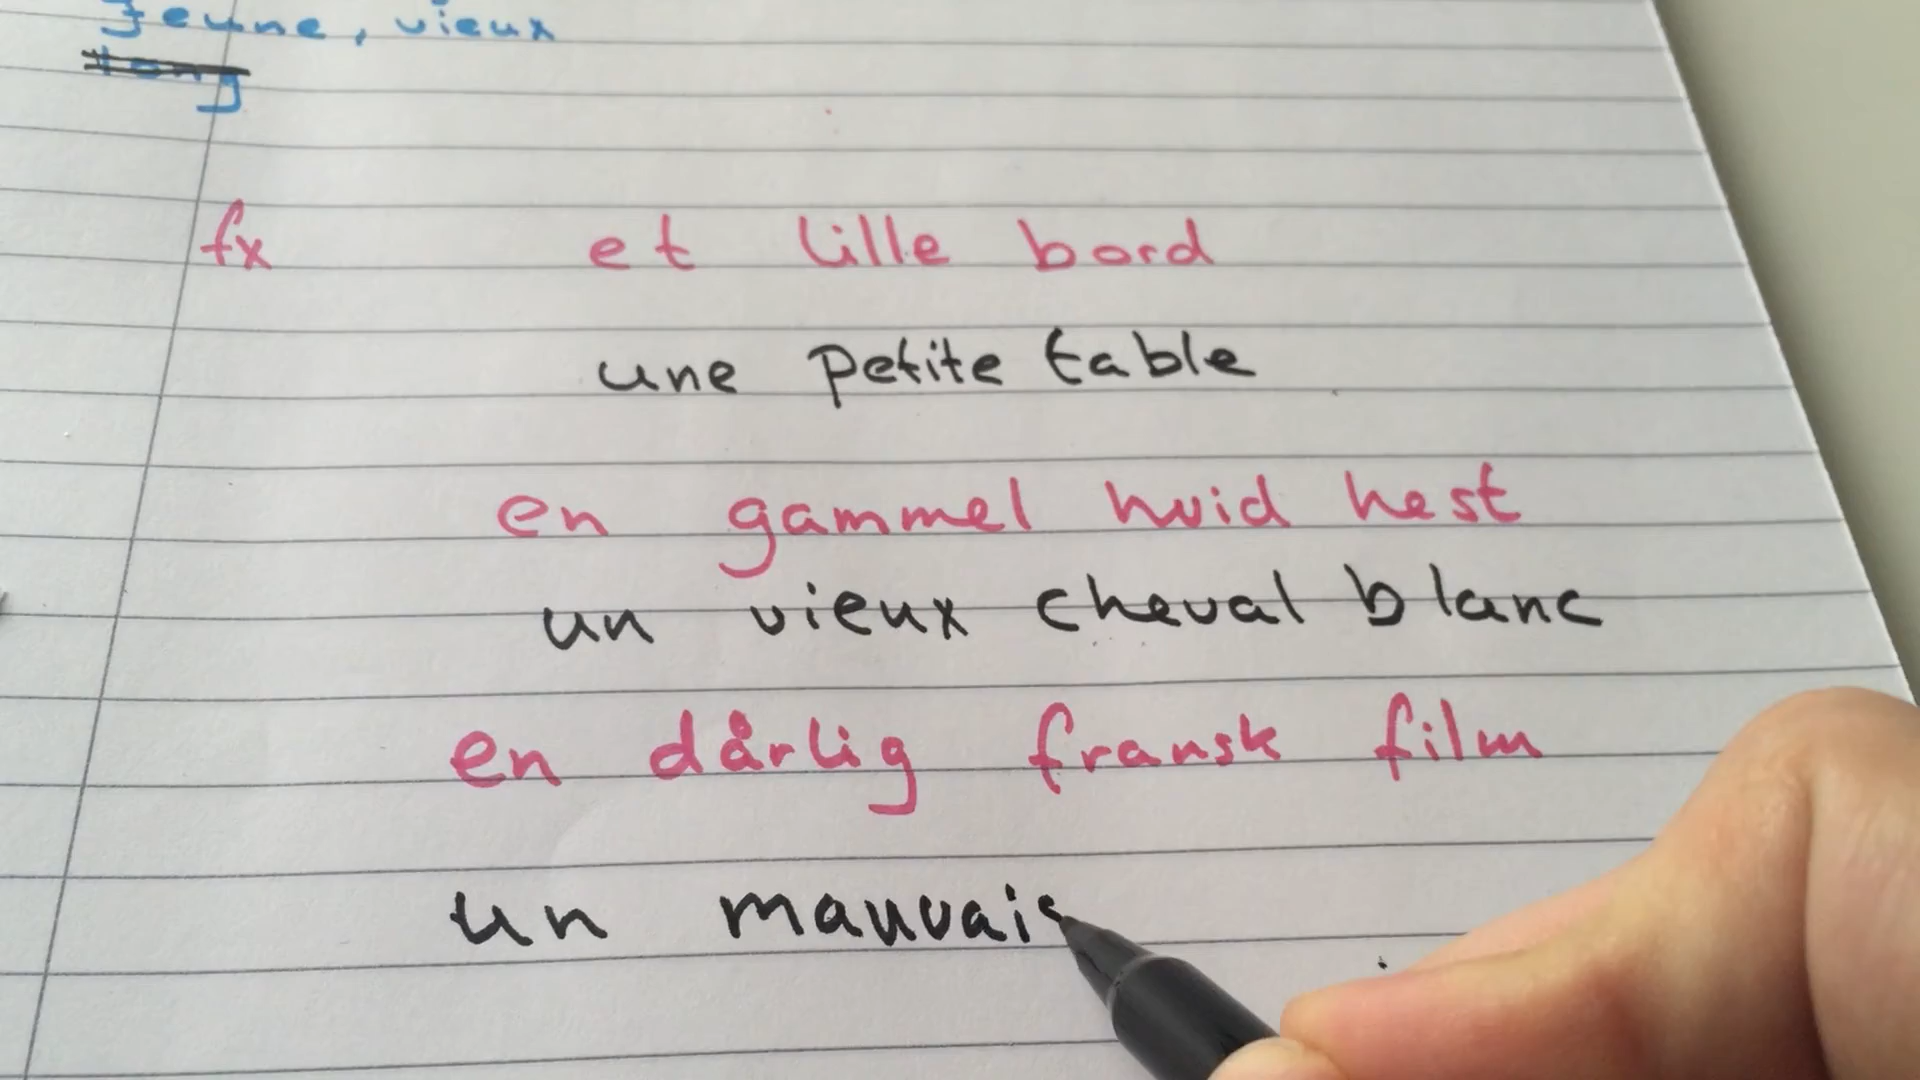 jeune, vieux
long
fx et lille bord
une petite table
en gammel hvid hest
un vieux cheval blanc
en dårlig fransk film
un mauvais